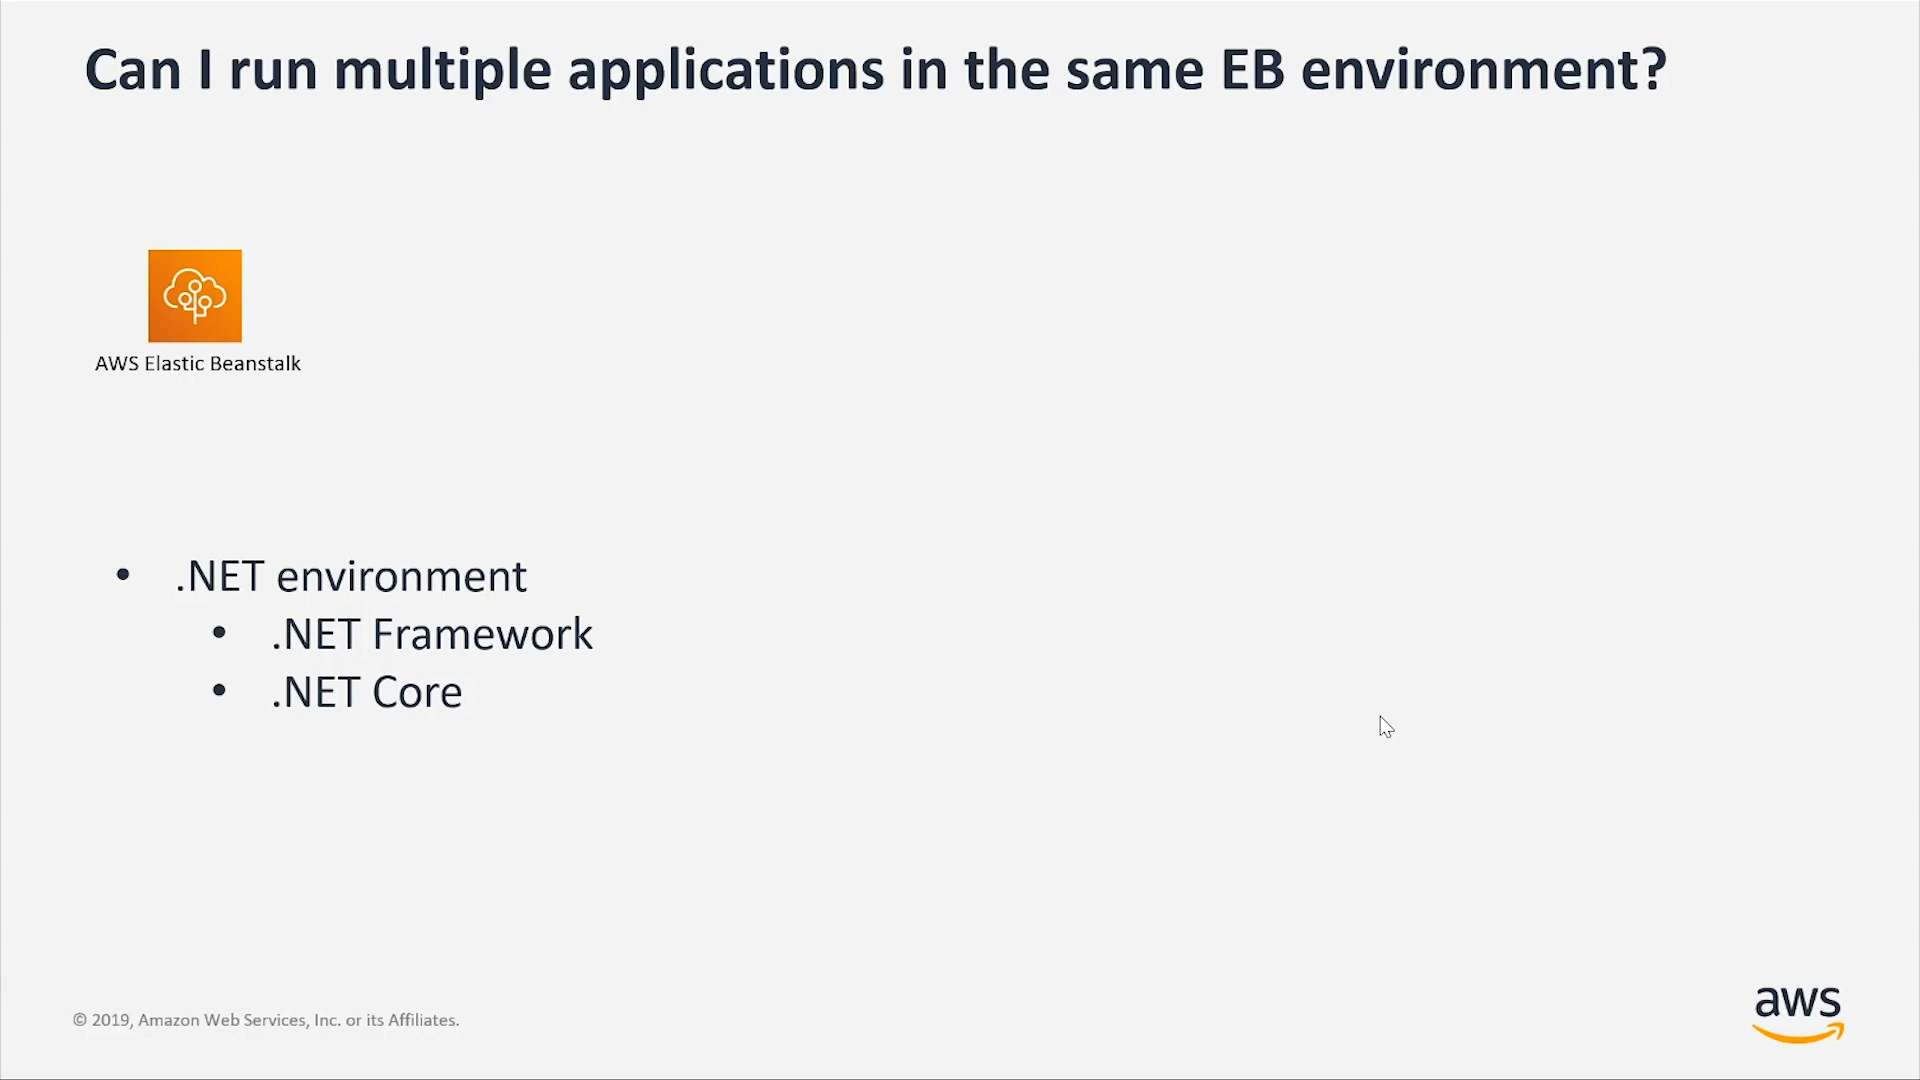 Can I run multiple applications in the same EB environment?
AWS Elastic Beanstalk
• .NET environment
• .NET Framework
• .NET Core
© 2019, Amazon Web Services, Inc. or its Affiliates.
aws